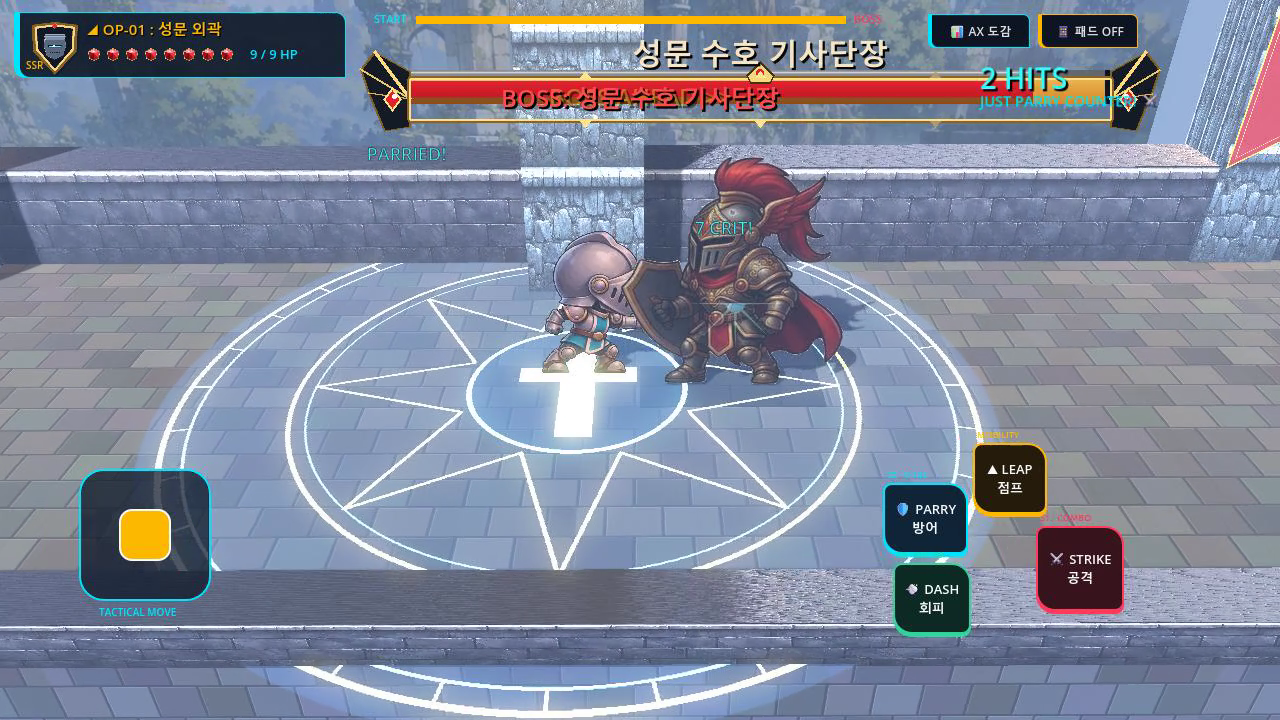 OP-01 : 성문 외곽
SSR
9 / 9 HP
START
BOSS
성문 수호 기사단장
BOSS: 성문 수호 기사단장
AX 도감
패드 OFF
2 HITS
JUST PARRY COUNTER!
PARRIED!
7 CRIT!
TACTICAL MOVE
▲ LEAP
점프
PARRY
방어
COMBO
STRIKE
공격
DASH
회피